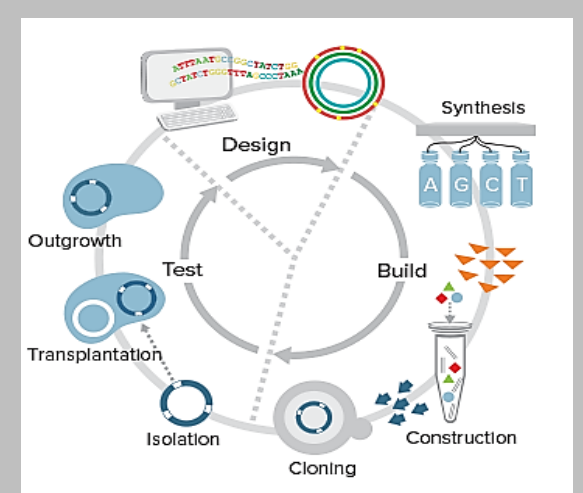 Design
Synthesis
A G C T
Outgrowth
Test
Build
Transplantation
Isolation
Construction
Cloning